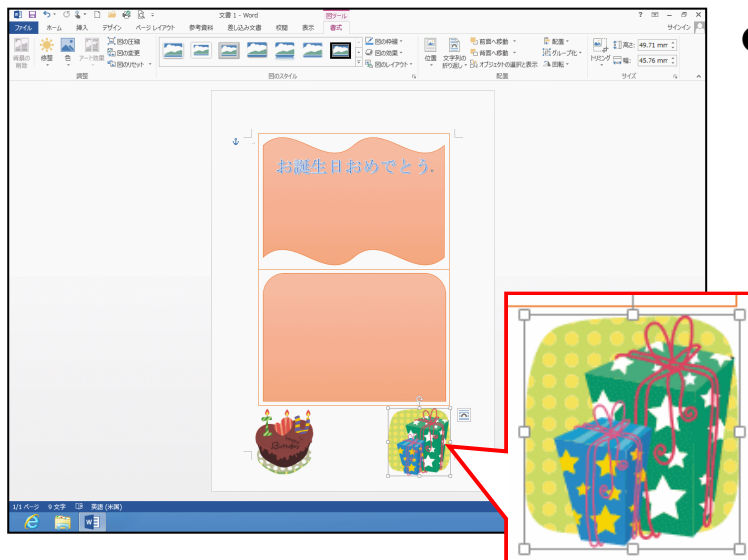 文書 1 - Word
図ツール
ファイル ホーム 挿入 デザイン ページ レイアウト 参考資料 差し込み文書 校閲 表示 書式 サインイン
背景の削除
修整
色
アート効果
図の圧縮
図の変更
図のリセット
調整
図の枠線
図の効果
図のレイアウト
図のスタイル
位置
文字列の折り返し
前面へ移動
背面へ移動
オブジェクトの選択と表示
配置
グループ化
回転
配置
トリミング
高さ: 49.71 mm
幅: 45.76 mm
サイズ
お誕生日おめでとう.
Birthday
1/1 ページ 9 文字 英語 (米国)